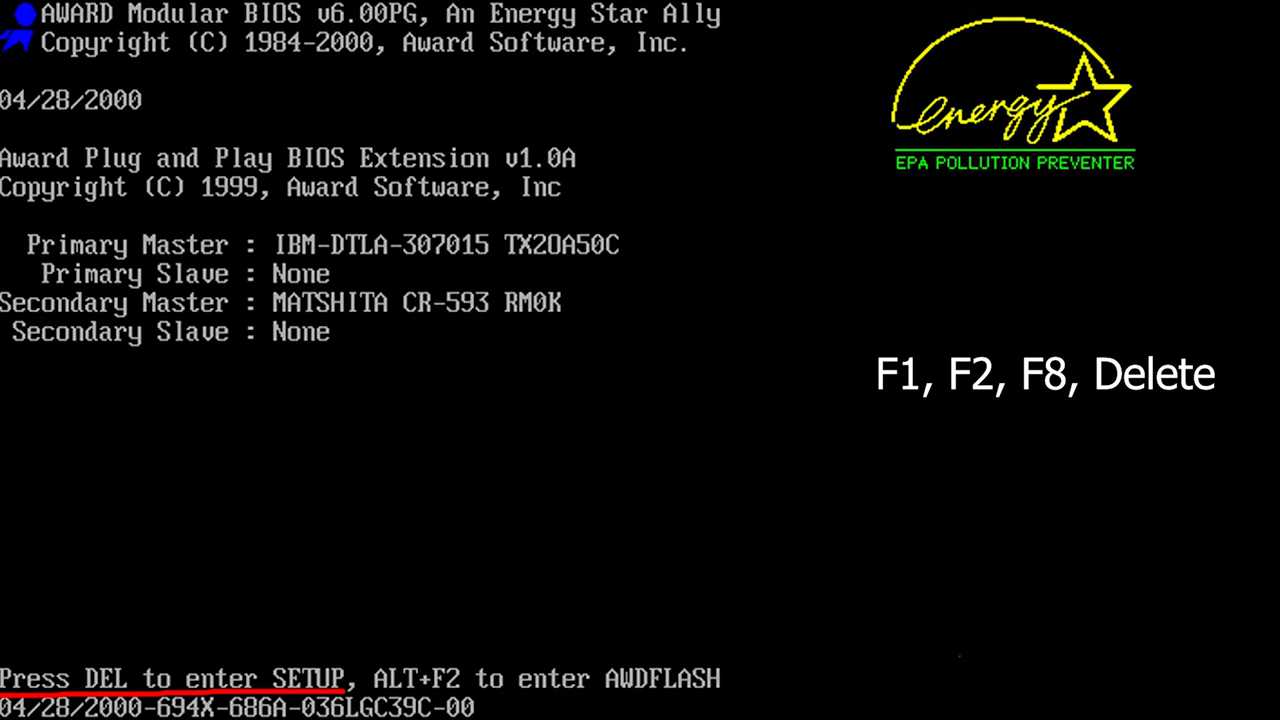 AWARD Modular BIOS v6.00PG, An Energy Star Ally
Copyright (C) 1984-2000, Award Software, Inc.
energy
EPA POLLUTION PREVENTER
04/28/2000
Award Plug and Play BIOS Extension v1.0A
Copyright (C) 1999, Award Software, Inc
Primary Master : IBM-DTLA-307015 TX2OA50C
Primary Slave : None
Secondary Master : MATSHITA CR-593 RM0K
Secondary Slave : None
F1, F2, F8, Delete
Press DEL to enter SETUP, ALT+F2 to enter AWDFLASH
04/28/2000-694X-686A-036LGC39C-00